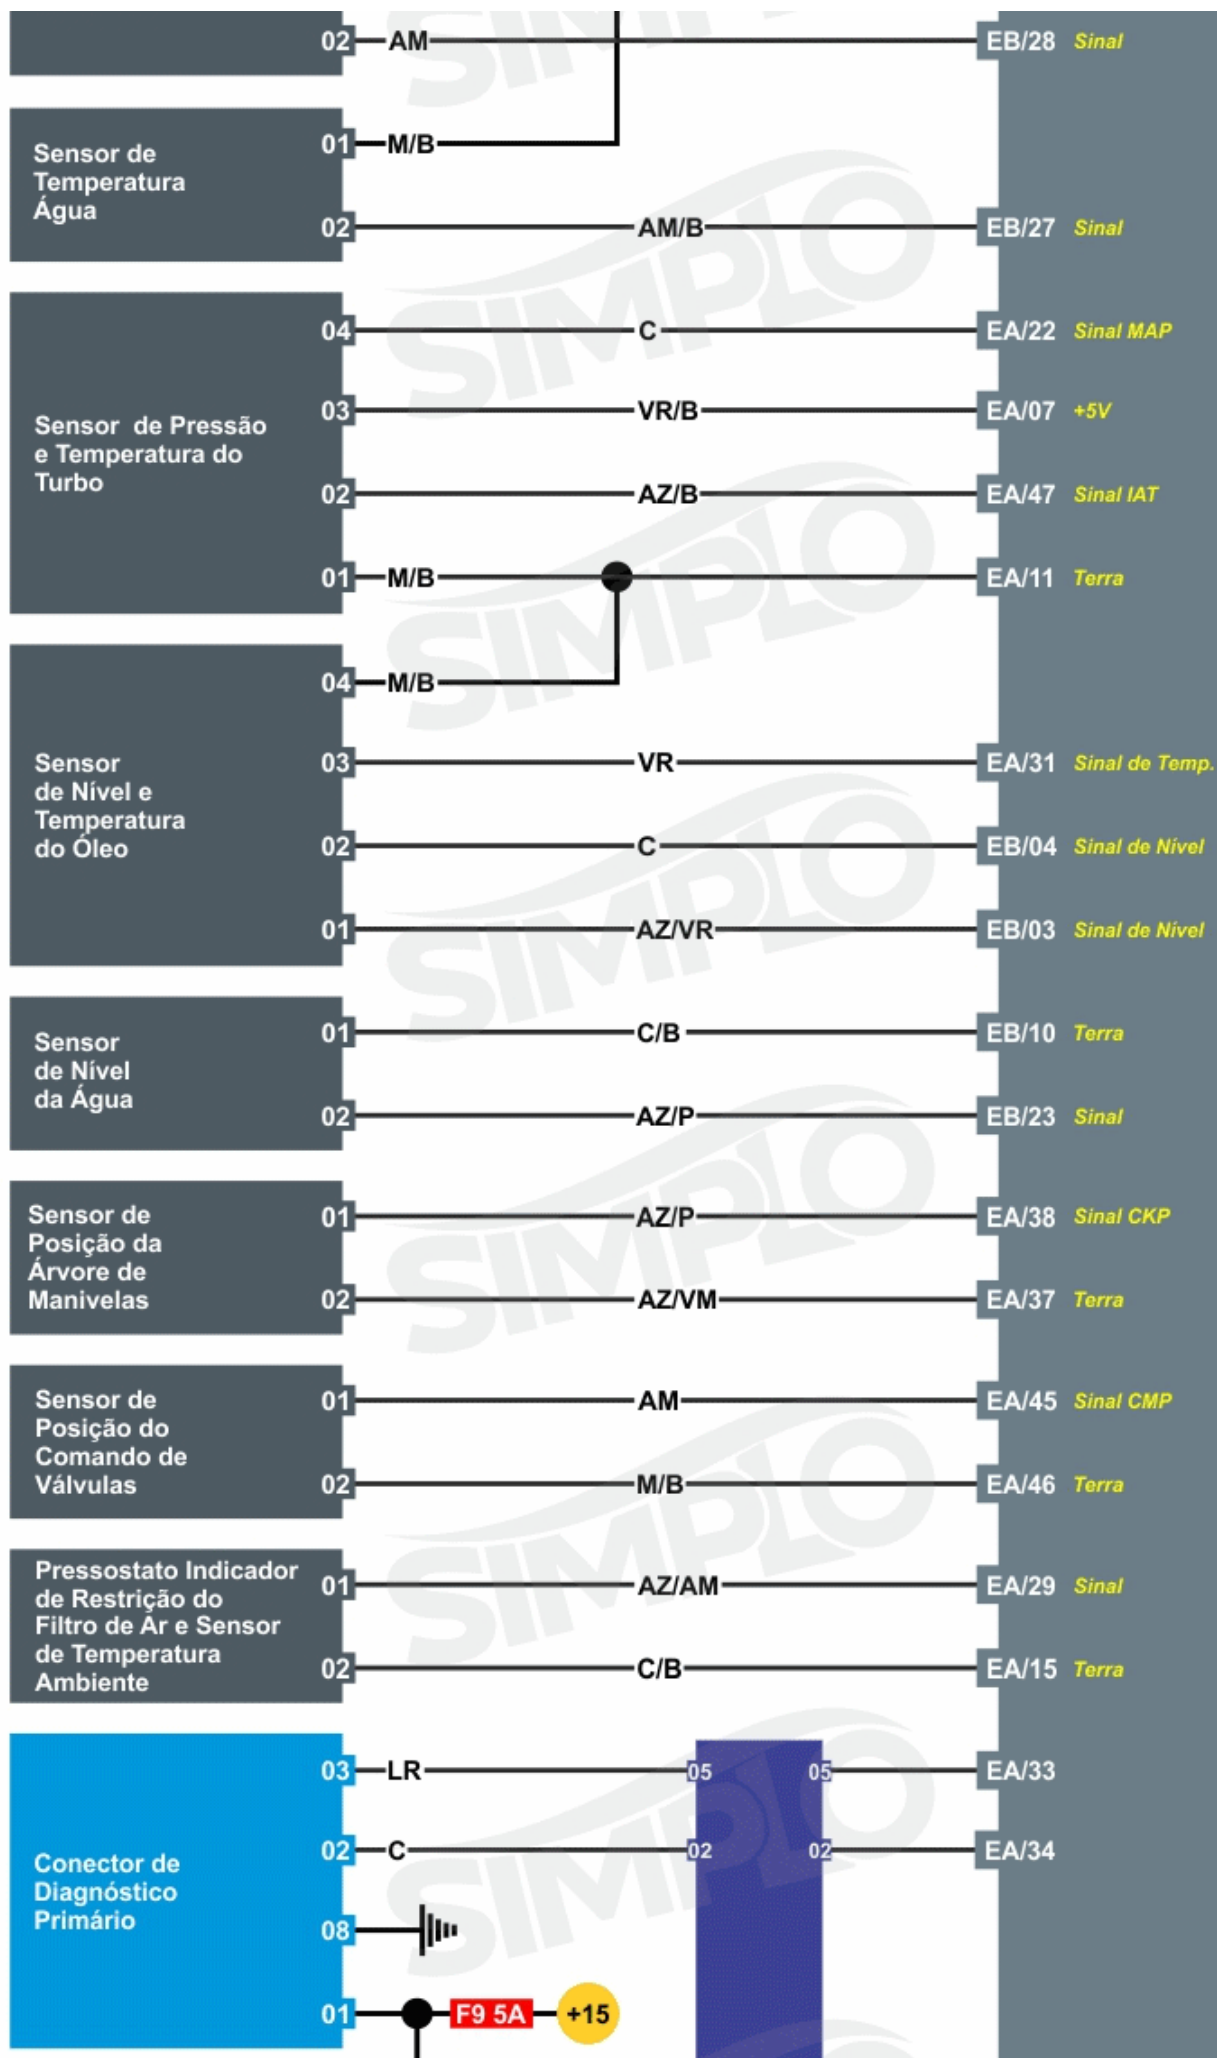 02 AM EB/28 Sinal
Sensor de
Temperatura
Água
01 M/B
02 AM/B EB/27 Sinal
Sensor de Pressão
e Temperatura do
Turbo
04 C EA/22 Sinal MAP
03 VR/B EA/07 +5V
02 AZ/B EA/47 Sinal IAT
01 M/B EA/11 Terra
Sensor
de Nível e
Temperatura
do Óleo
04 M/B
03 VR EA/31 Sinal de Temp.
02 C EB/04 Sinal de Nível
01 AZ/VR EB/03 Sinal de Nível
Sensor
de Nível
da Água
01 C/B EB/10 Terra
02 AZ/P EB/23 Sinal
Sensor de
Posição da
Árvore de
Manivelas
01 AZ/P EA/38 Sinal CKP
02 AZ/VM EA/37 Terra
Sensor de
Posição do
Comando de
Válvulas
01 AM EA/45 Sinal CMP
02 M/B EA/46 Terra
Pressostato Indicador
de Restrição do
Filtro de Ar e Sensor
de Temperatura
Ambiente
01 AZ/AM EA/29 Sinal
02 C/B EA/15 Terra
Conector de
Diagnóstico
Primário
03 LR 05 05 EA/33
02 C 02 02 EA/34
08
01 F9 5A +15
SIMPLO
SIMPLO
SIMPLO
SIMPLO
SIMPLO
SIMPLO
SIMPLO